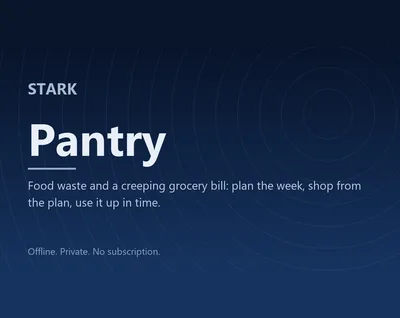 STARK
Pantry
Food waste and a creeping grocery bill: plan the week, shop from
the plan, use it up in time.
Offline. Private. No subscription.